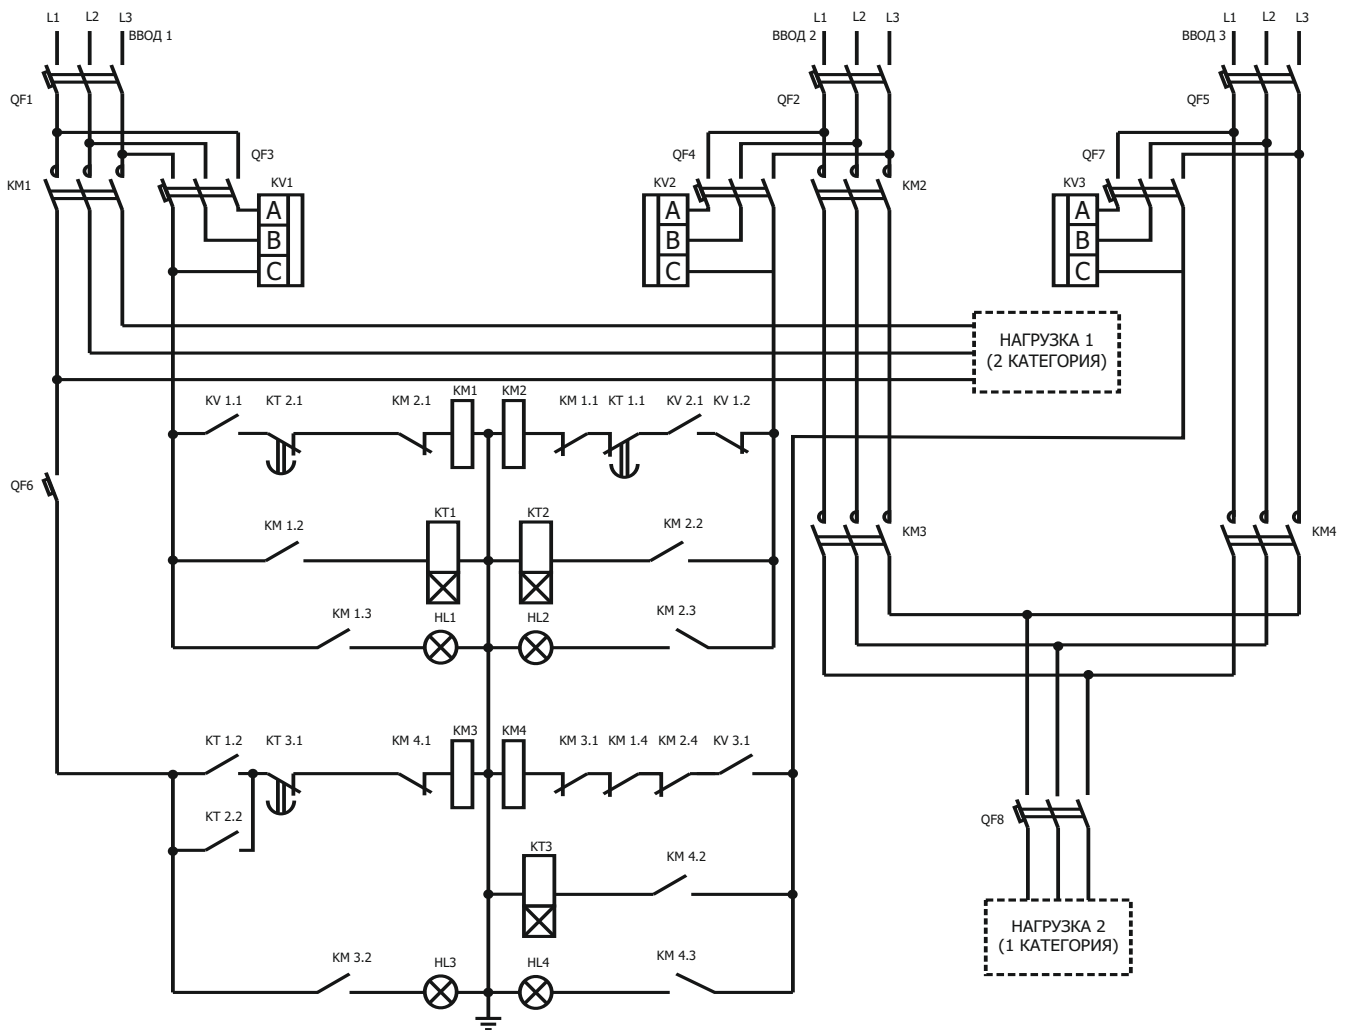 L1 L2 L3
ВВОД 1
L1 L2 L3
ВВОД 2
L1 L2 L3
ВВОД 3
QF1
QF2
QF5
QF3
QF4
QF7
KM1
KV1
KV2
KM2
KV3
A
B
C
A
B
C
A
B
C
НАГРУЗКА 1
(2 КАТЕГОРИЯ)
KV 1.1
KT 2.1
KM 2.1
KM1
KM2
KM 1.1
KT 1.1
KV 2.1
KV 1.2
QF6
KM 1.2
KT1
KT2
KM 2.2
KM3
KM4
KM 1.3
HL1
HL2
KM 2.3
KT 1.2
KT 3.1
KM 4.1
KM3
KM4
KM 3.1
KM 1.4
KM 2.4
KV 3.1
KT 2.2
QF8
KT3
KM 4.2
НАГРУЗКА 2
(1 КАТЕГОРИЯ)
KM 3.2
HL3
HL4
KM 4.3